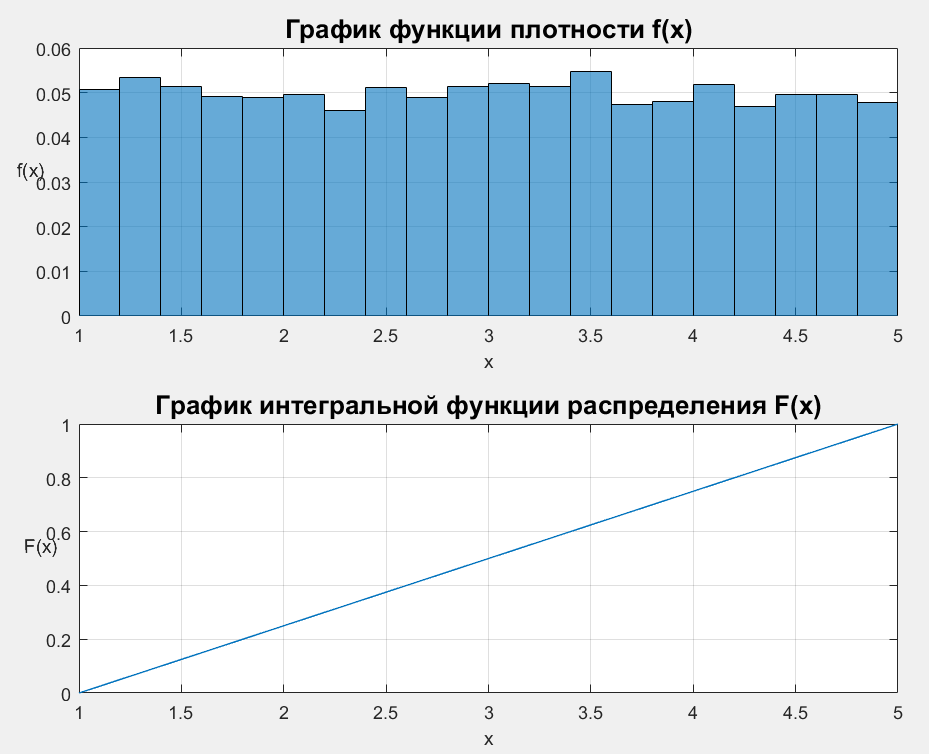 График функции плотности f(x)
0.06
0.05
0.04
f(x)
0.03
0.02
0.01
0
1 1.5 2 2.5 3 3.5 4 4.5 5
x
График интегральной функции распределения F(x)
1
0.8
0.6
F(x)
0.4
0.2
0
1 1.5 2 2.5 3 3.5 4 4.5 5
x